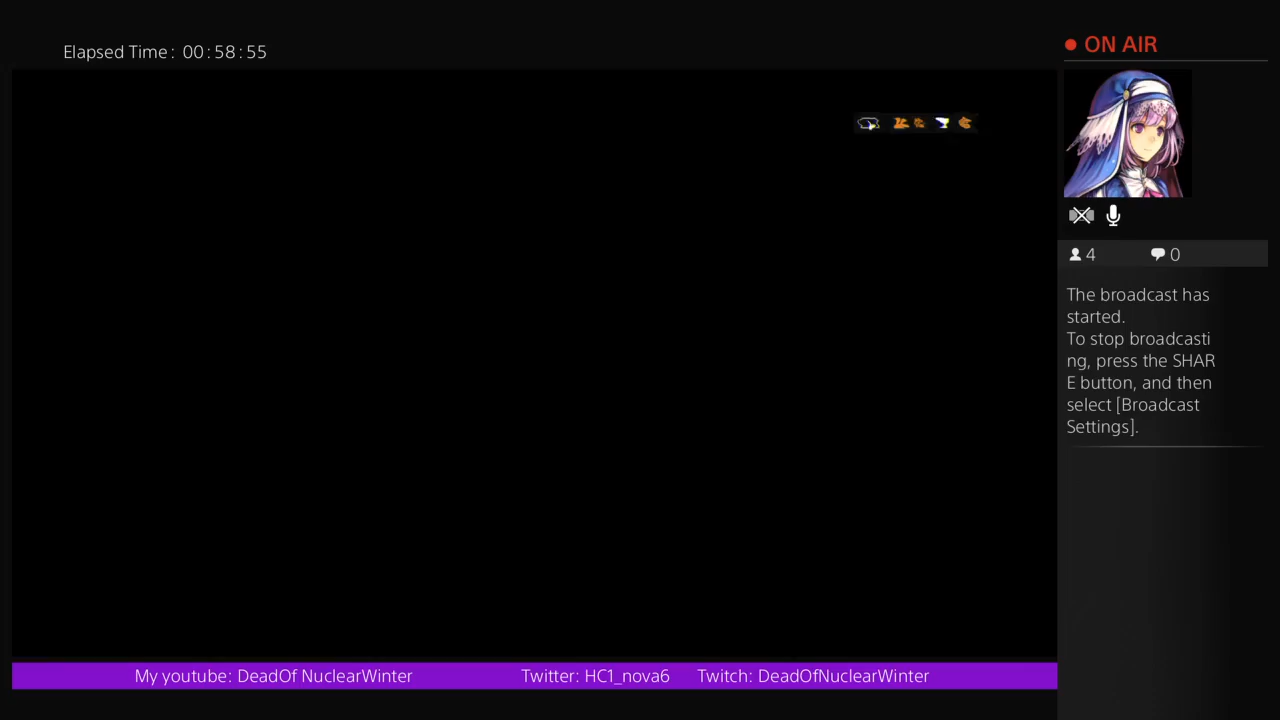 Elapsed Time: 00:58:55
ON AIR
4 0
The broadcast has
started.
To stop broadcasti
ng, press the SHAR
E button, and then
select [Broadcast
Settings].
My youtube: DeadOf NuclearWinter Twitter: HC1_nova6 Twitch: DeadOfNuclearWinter